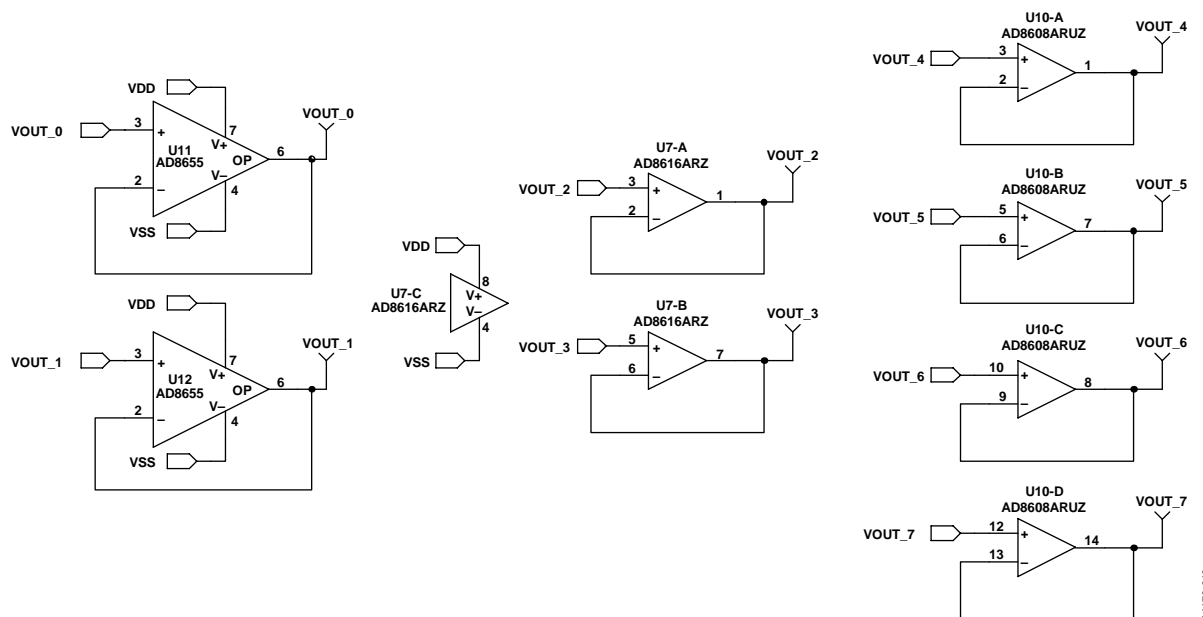 VDD
VOUT_0
VOUT_0
3
+
7
V+
U11
AD8655
OP
6
2
–
V–
4
VSS
VDD
VOUT_1
VOUT_1
3
+
7
V+
U12
AD8655
OP
6
2
–
V–
4
VSS
VDD
8
U7-C
AD8616ARZ
V+
V–
4
VSS
U7-A
AD8616ARZ
VOUT_2
VOUT_2
3
+
1
2
–
U7-B
AD8616ARZ
VOUT_3
VOUT_3
5
+
7
6
–
U10-A
AD8608ARUZ
VOUT_4
VOUT_4
3
+
1
2
–
U10-B
AD8608ARUZ
VOUT_5
VOUT_5
5
+
7
6
–
U10-C
AD8608ARUZ
VOUT_6
VOUT_6
10
+
8
9
–
U10-D
AD8608ARUZ
VOUT_7
VOUT_7
12
+
14
13
–